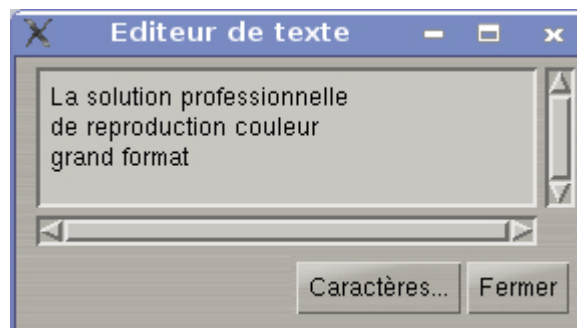 Editeur de texte
La solution professionnelle
de reproduction couleur
grand format
Caractères... Fermer